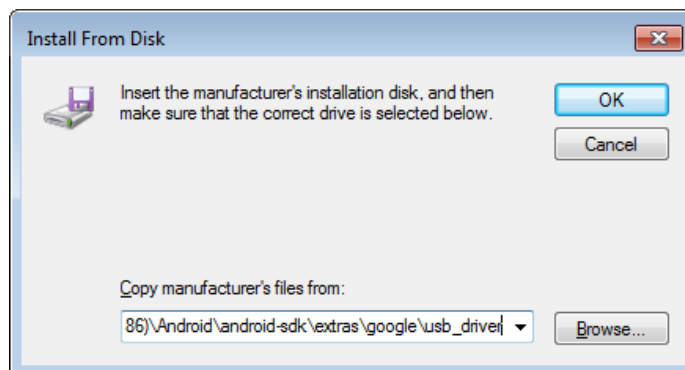 Install From Disk
Insert the manufacturer's installation disk, and then
make sure that the correct drive is selected below.
OK
Cancel
Copy manufacturer's files from:
86)\Android\android-sdk\extras\google\usb_driver
Browse...